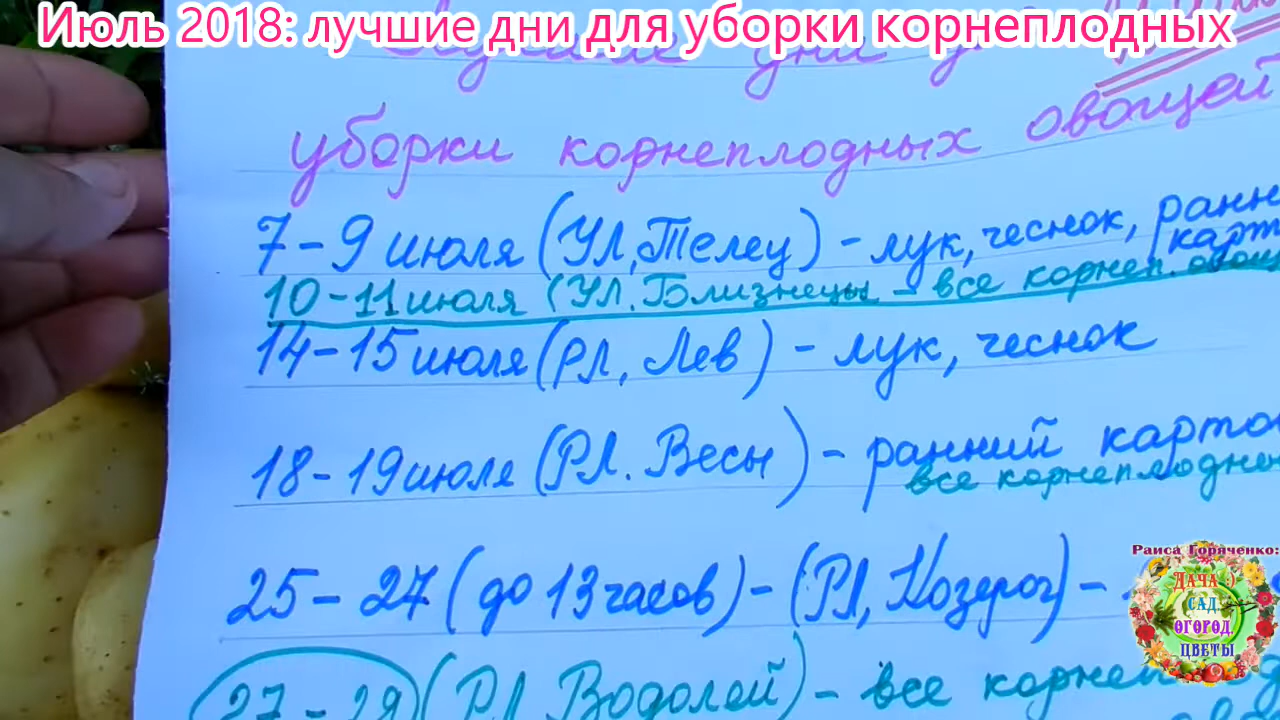 Июль 2018: лучшие дни для уборки корнеплодных
дни
уборки корнеплодных овощей
7-9 июля (Ул, Телец) - лук, чеснок, ранн
карт
10-11 июля (Ул. Близнецы - все корнеп. овощ
14-15 июля (Рл, Лев) - лук, чеснок
18-19 июля (Рл. Весы) - ранний карто
все корнеплодны
25-27 (до 13 часов) - (Рл, Козерог) -
27-29 (Рл Водолей) - все корнеплод
Раиса Горяченко:
ДАЧА
САД.
ОГОРОД.
ЦВЕТЫ